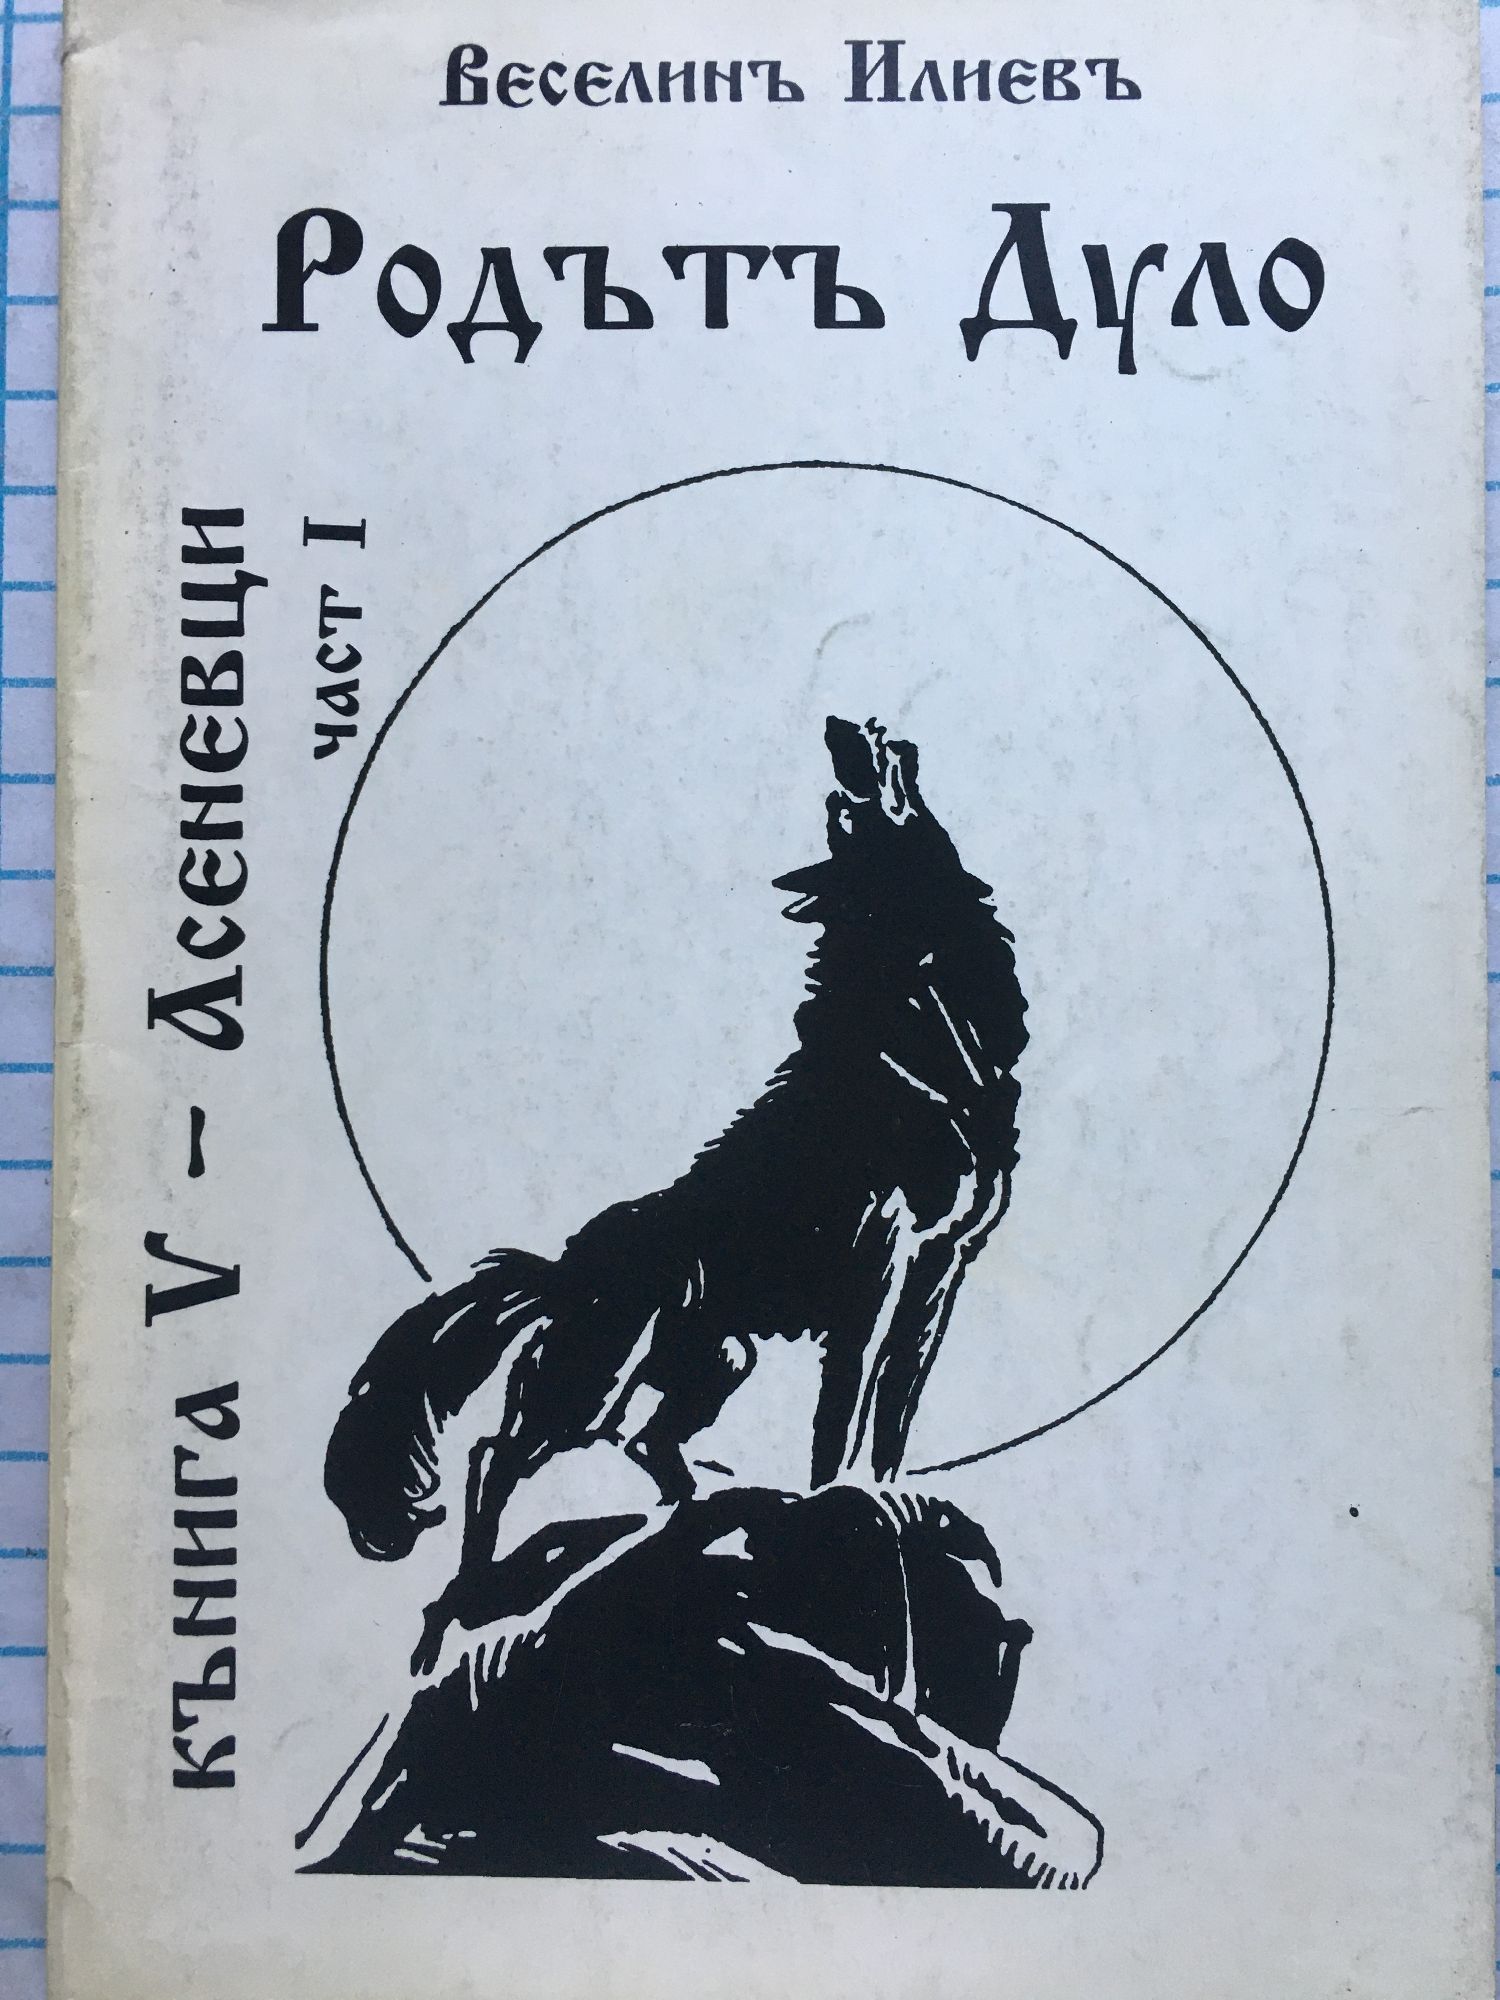 Веселинъ Илиевъ
Родътъ Дуло
Кънига V – Асеневци
част I